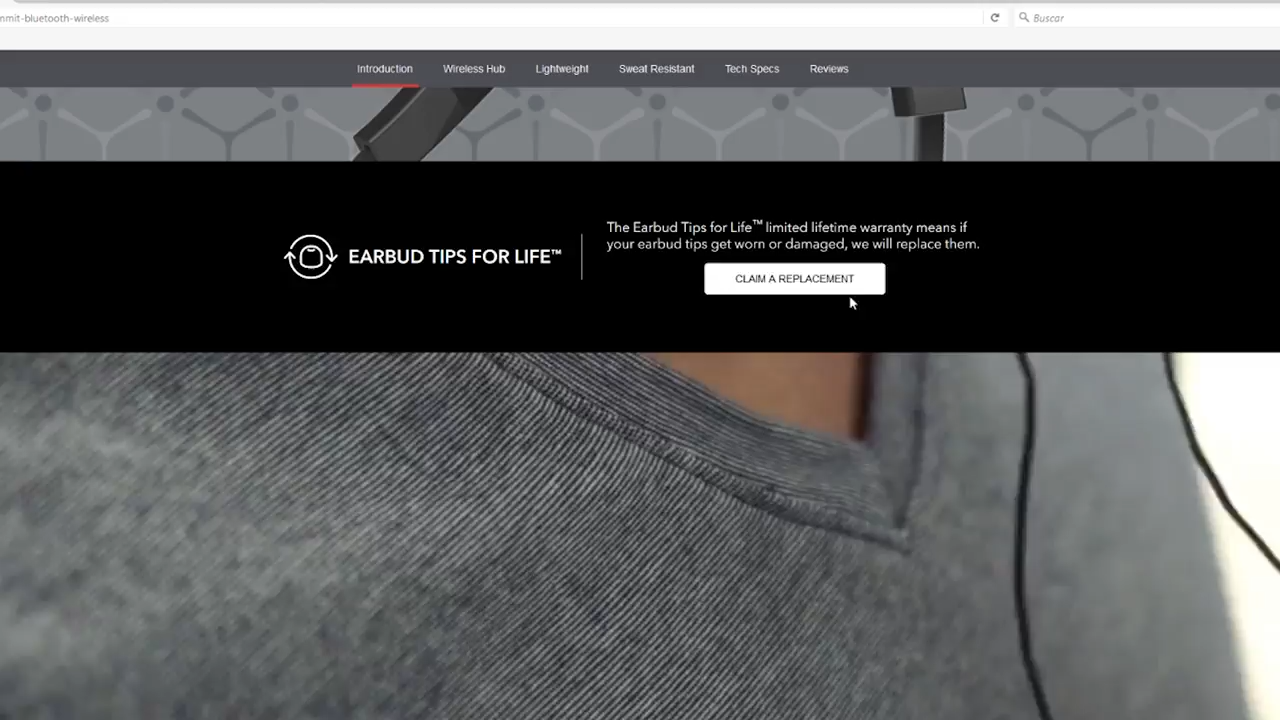 mmit-bluetooth-wireless
Buscar
Introduction Wireless Hub Lightweight Sweat Resistant Tech Specs Reviews
EARBUD TIPS FOR LIFE™
The Earbud Tips for Life™ limited lifetime warranty means if
your earbud tips get worn or damaged, we will replace them.
CLAIM A REPLACEMENT